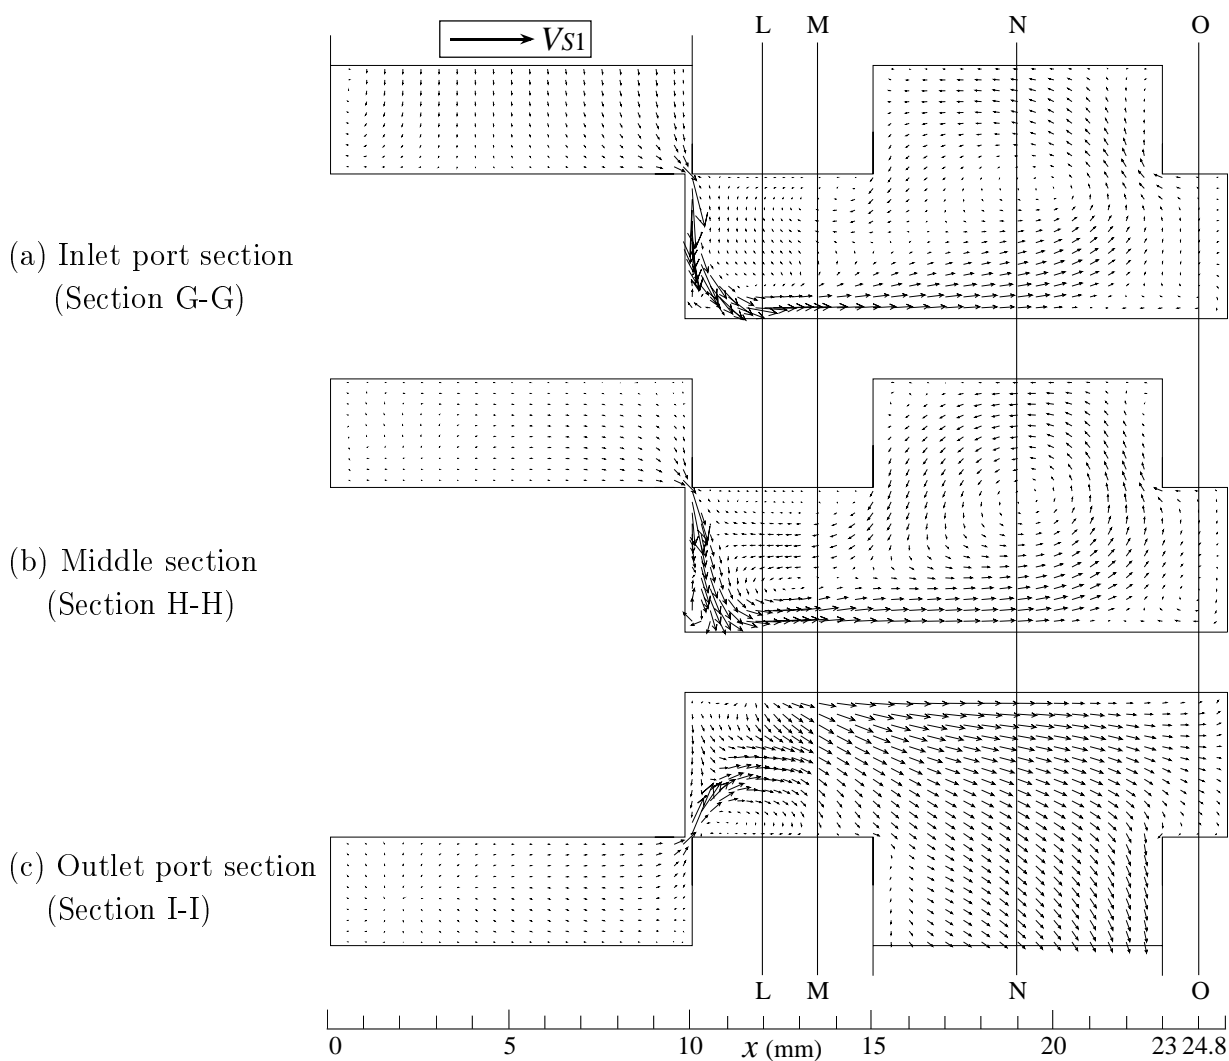 L M N O
VS1
(a) Inlet port section
(Section G-G)
(b) Middle section
(Section H-H)
(c) Outlet port section
(Section I-I)
L M N O
0 5 10 x (mm) 15 20 23 24.8